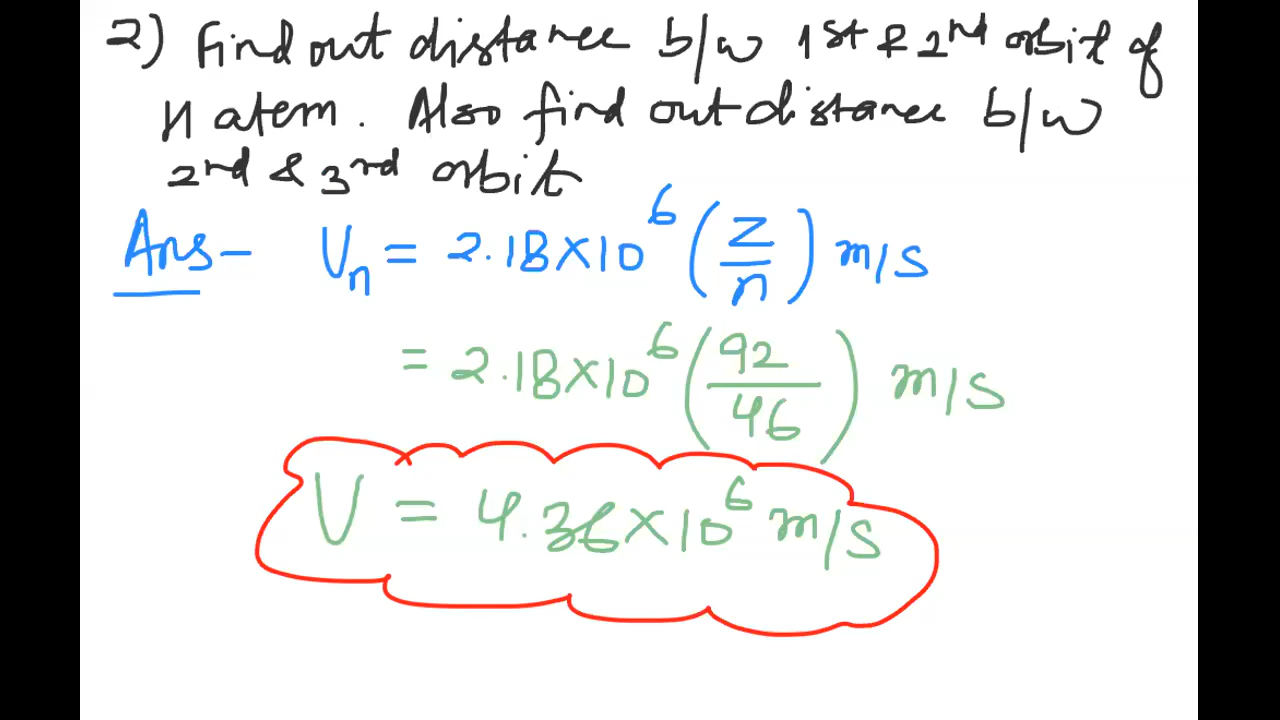 2) Find out distance b/w 1st & 2nd orbit of
H atem. Also find out distance b/w
2nd & 3rd orbit
Ans - Vn = 2.18×10^6 (Z/n) m/s
= 2.18×10^6 (92/46) m/s
V = 4.36×10^6 m/s